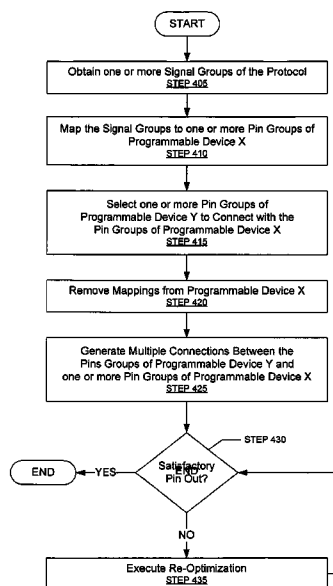 START
Obtain one or more Signal Groups of the Protocol
STEP 405
Map the Signal Groups to one or more Pin Groups of
Programmable Device X
STEP 410
Select one or more Pin Groups of
Programmable Device Y to Connect with the
Pin Groups of Programmable Device X
STEP 415
Remove Mappings from Programmable Device X
STEP 420
Generate Multiple Connections Between the
Pins Groups of Programmable Device Y and
one or more Pin Groups of Programmable Device X
STEP 425
STEP 430
END
YES
Satisfactory
END
Pin Out?
NO
Execute Re-Optimization
STEP 435